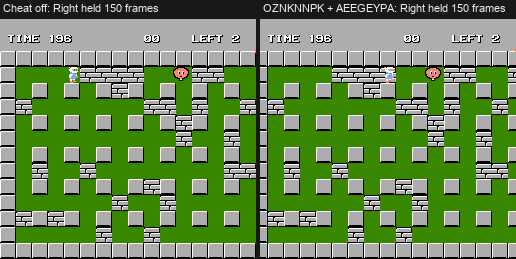 Cheat off: Right held 150 frames
OZNKNNPK + AEEGEYPA: Right held 150 frames
TIME 196 00 LEFT 2
TIME 196 00 LEFT 2